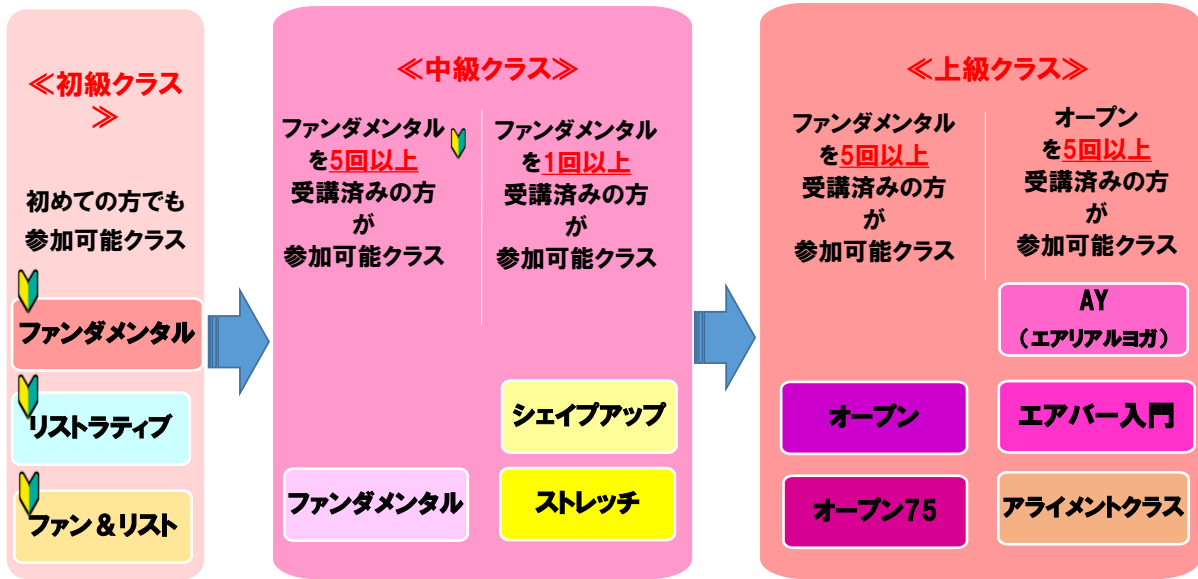 ≪初級クラス
≫
初めての方でも
参加可能クラス
ファンダメンタル
リストラティブ
ファン＆リスト
≪中級クラス≫
ファンダメンタル
を5回以上
受講済みの方
が
参加可能クラス
ファンダメンタル
ファンダメンタル
を1回以上
受講済みの方
が
参加可能クラス
シェイプアップ
ストレッチ
≪上級クラス≫
ファンダメンタル
を5回以上
受講済みの方
が
参加可能クラス
オープン
オープン75
オープン
を5回以上
受講済みの方
が
参加可能クラス
AY
（エアリアルヨガ）
エアバー入門
アライメントクラス